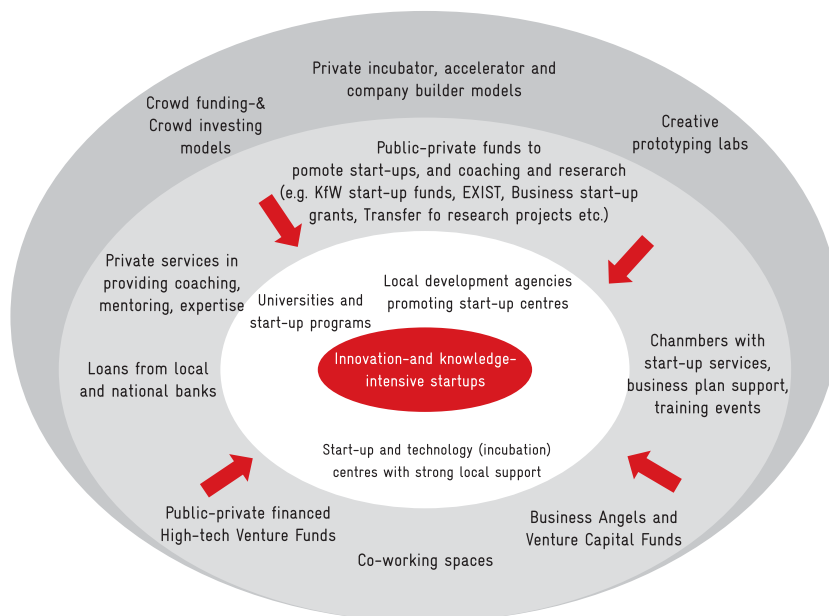 Private incubator, accelerator and
company builder models
Crowd funding-&
Crowd investing
models
Creative
prototyping labs
Public-private funds to
pomote start-ups, and coaching and reserarch
(e.g. KfW start-up funds, EXIST, Business start-up
grants, Transfer fo research projects etc.)
Private services in
providing coaching,
mentoring, expertise
Universities and
start-up programs
Local development agencies
promoting start-up centres
Innovation-and knowledge-
intensive startups
Loans from local
and national banks
Chanmbers with
start-up services,
business plan support,
training events
Start-up and technology (incubation)
centres with strong local support
Public-private financed
High-tech Venture Funds
Business Angels and
Venture Capital Funds
Co-working spaces